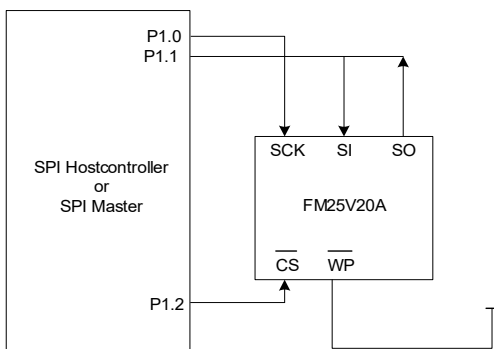 P1.0
P1.1
SCK SI SO
SPI Hostcontroller
or
SPI Master
FM25V20A
CS WP
P1.2